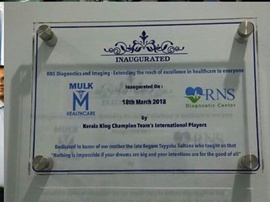 INAUGURATED
RNS Diagnostics and Imaging - Extending the reach of excellence in healthcare to everyone
Inaugurated On :
MULK
M
HEALTHCARE
18th March 2018
RNS
Diagnostic Center
By
Kerala King Champion Team's International Players
Dedicated in honor of our mother the late Begum Tayyaba Sultana who taught us that
"Nothing is impossible if your dreams are big and your intentions are for the good of all"